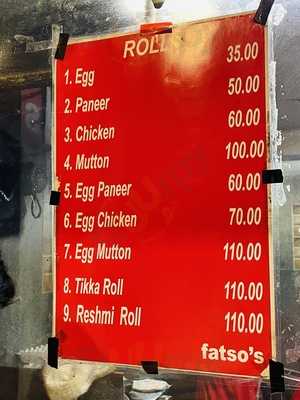 ROLL
1. Egg 35.00
2. Paneer 50.00
3. Chicken 60.00
4. Mutton 100.00
5. Egg Paneer 60.00
6. Egg Chicken 70.00
7. Egg Mutton 110.00
8. Tikka Roll 110.00
9. Reshmi Roll 110.00
fatso's